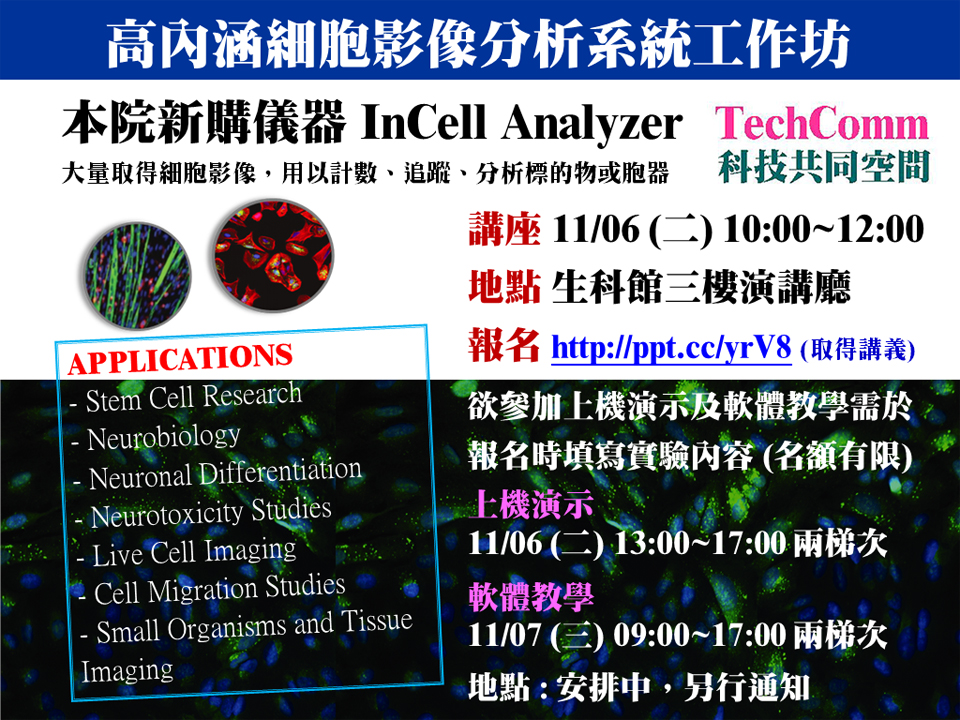 高內涵細胞影像分析系統工作坊
本院新購儀器 InCell Analyzer
大量取得細胞影像，用以計數、追蹤、分析標的物或胞器
TechComm
科技共同空間
講座 11/06 (二) 10:00~12:00
地點 生科館三樓演講廳
報名 http://ppt.cc/yrV8 (取得講義)
APPLICATIONS
- Stem Cell Research
- Neurobiology
- Neuronal Differentiation
- Neurotoxicity Studies
- Live Cell Imaging
- Cell Migration Studies
- Small Organisms and Tissue
Imaging
欲參加上機演示及軟體教學需於
報名時填寫實驗內容 (名額有限)
上機演示
11/06 (二) 13:00~17:00 兩梯次
軟體教學
11/07 (三) 09:00~17:00 兩梯次
地點 : 安排中，另行通知